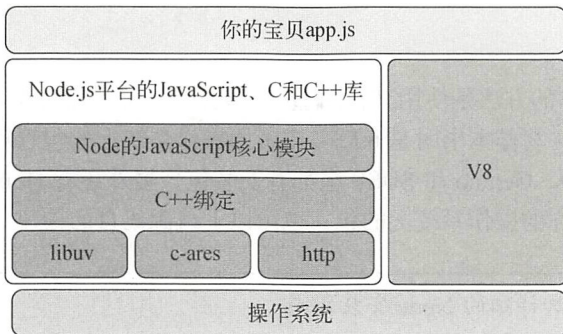 你的宝贝app.js
Node.js平台的JavaScript、C和C++库
Node的JavaScript核心模块
C++绑定
libuv
c-ares
http
V8
操作系统